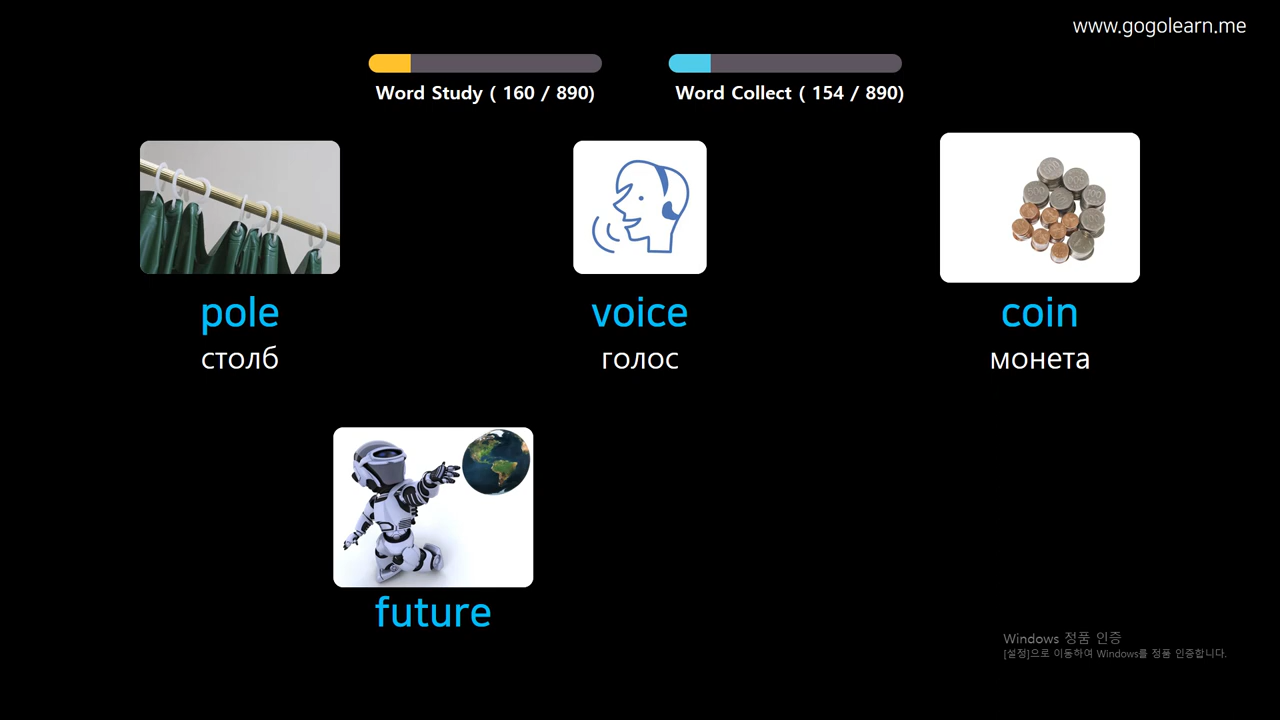 www.gogolearn.me
Word Study ( 160 / 890)
Word Collect ( 154 / 890)
pole
столб
voice
голос
coin
монета
future
Windows 정품 인증
[설정]으로 이동하여 Windows를 정품 인증합니다.